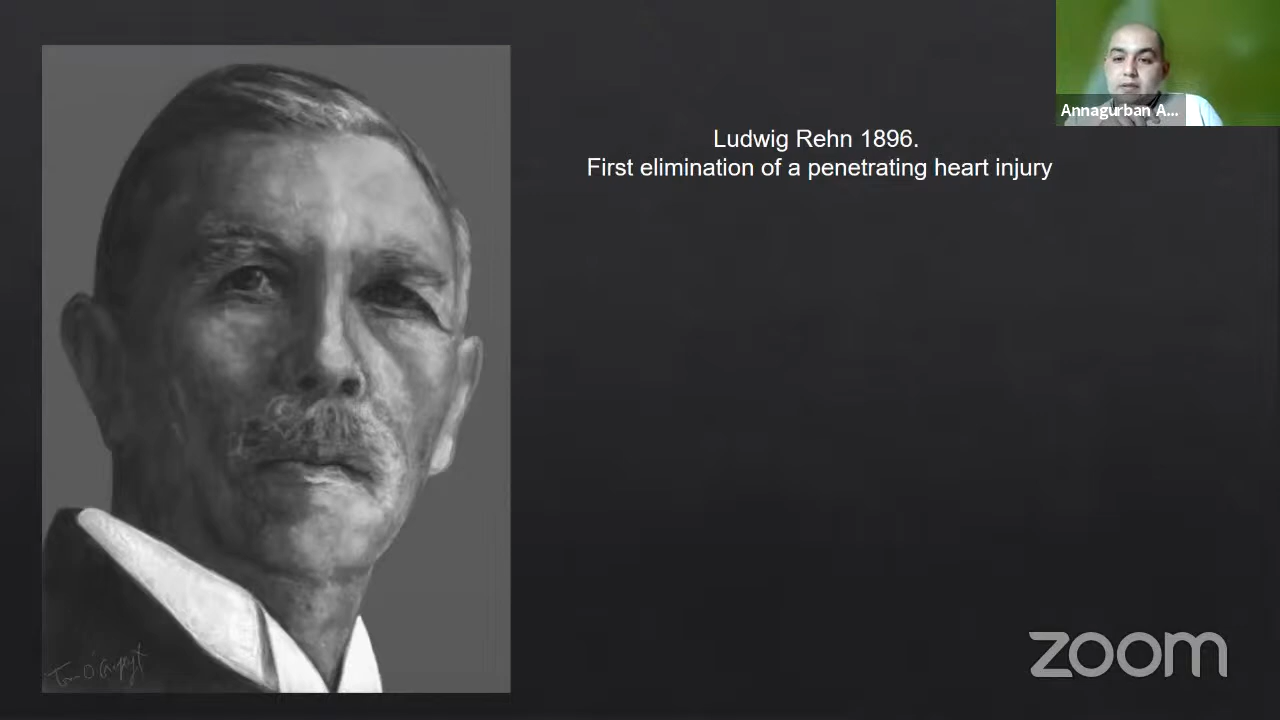 Annagurban A...
Ludwig Rehn 1896.
First elimination of a penetrating heart injury
zoom